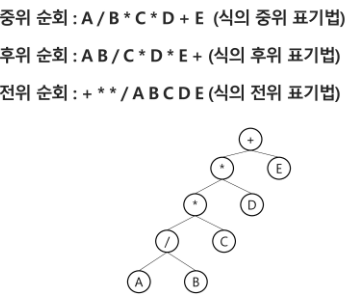 중위 순회 : A / B * C * D + E (식의 중위 표기법)
후위 순회 : A B / C * D * E + (식의 후위 표기법)
전위 순회 : + * * / A B C D E (식의 전위 표기법)
+
* E
* D
/ C
A B